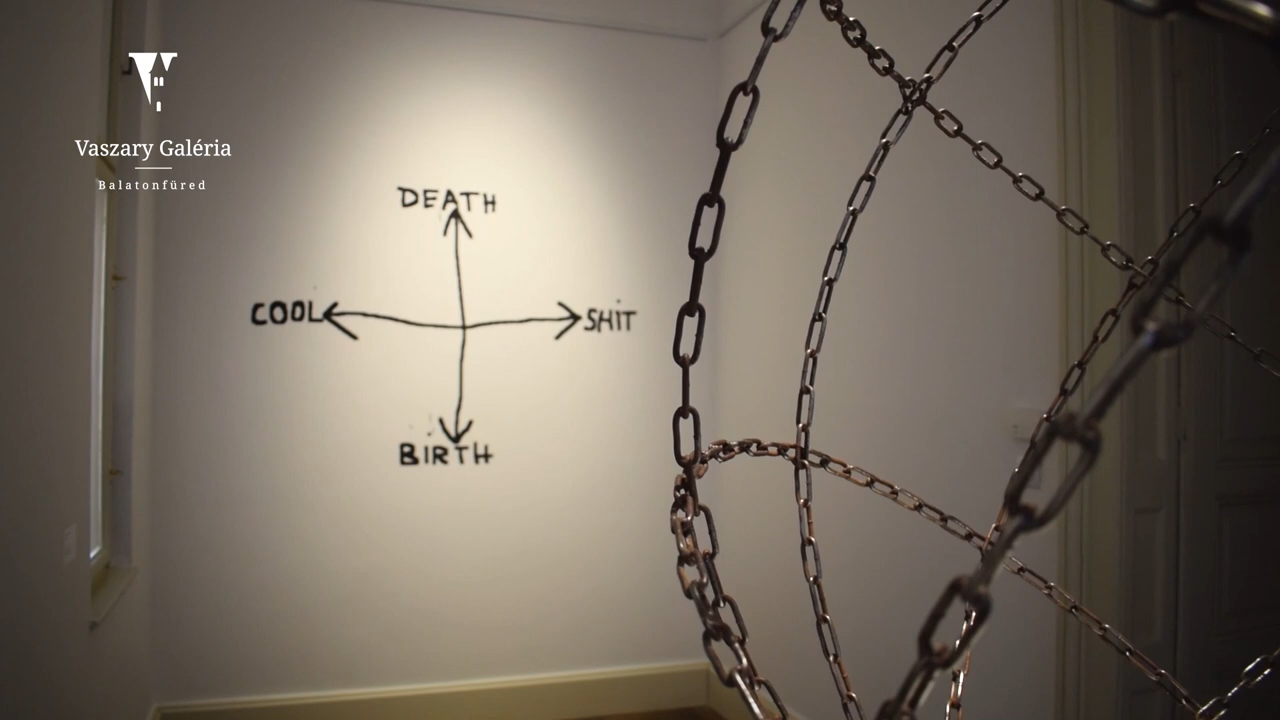 Vaszary Galéria
Balatonfüred
DEATH
COOL
SHIT
BIRTH